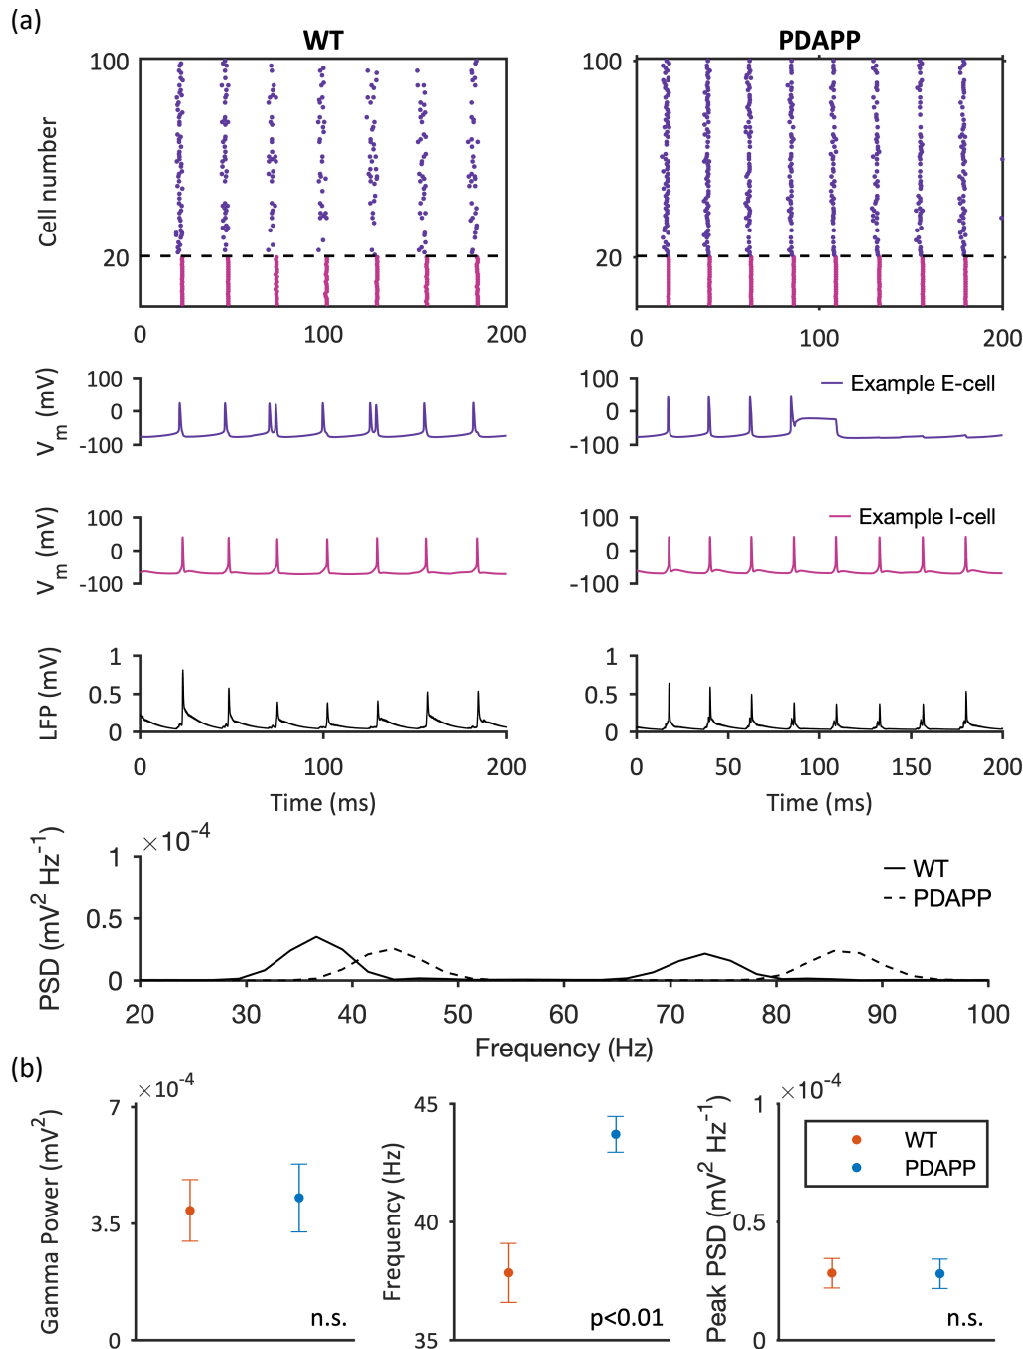 (a)
WT
PDAPP
100
100
Cell number
20
20
0
100
200
0
100
200
V_m (mV)
100
0
-100
100
0
-100
Example E-cell
V_m (mV)
100
0
-100
100
0
-100
Example I-cell
LFP (mV)
1
0.5
0
1
0.5
0
0
100
200
0
50
100
150
200
Time (ms)
Time (ms)
×10^-4
PSD (mV^2 Hz^-1)
1
0.5
0
WT
PDAPP
20
30
40
50
60
70
80
90
100
Frequency (Hz)
(b)
×10^-4
Gamma Power (mV^2)
7
3.5
0
n.s.
Frequency (Hz)
45
40
35
p<0.01
×10^-4
Peak PSD (mV^2 Hz^-1)
1
0.5
0
WT
PDAPP
n.s.